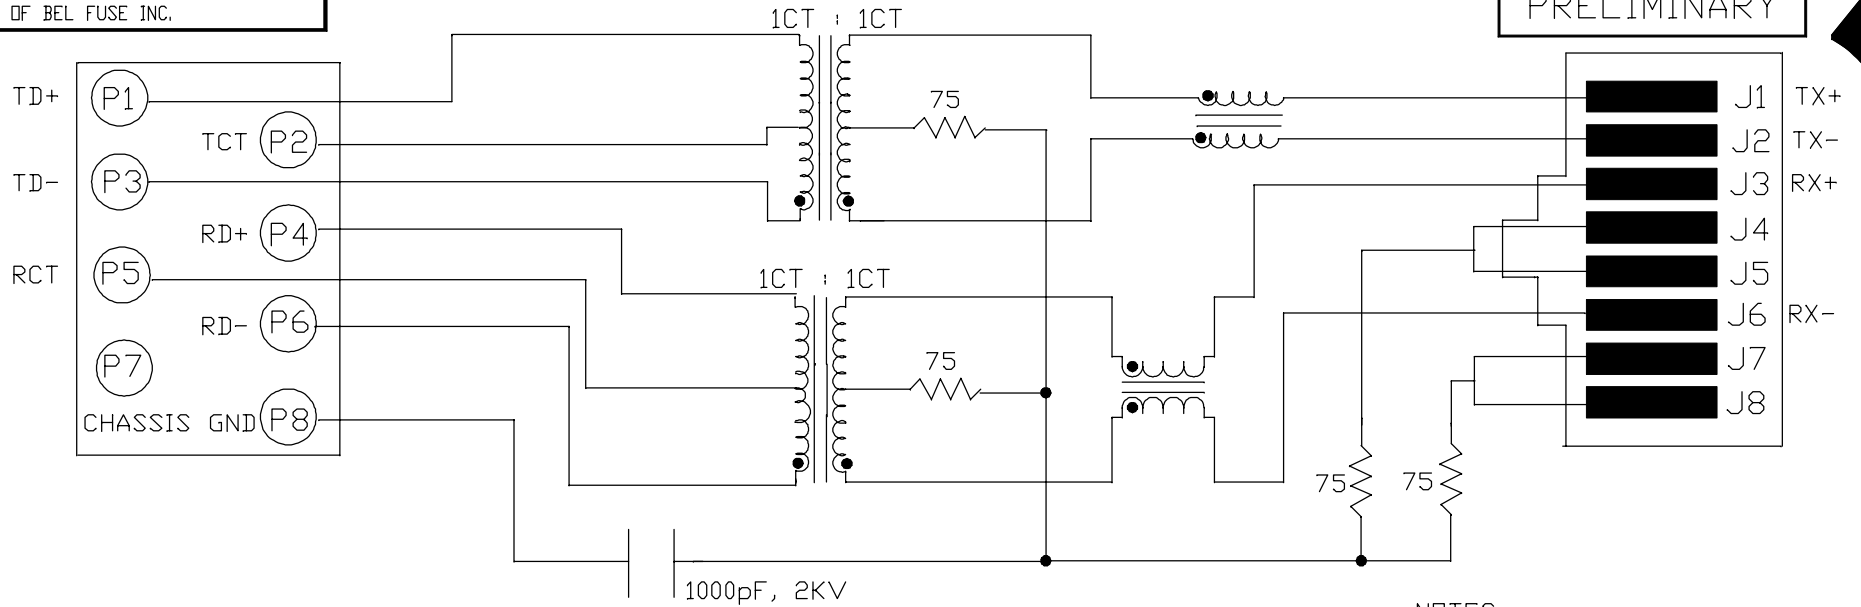 OF BEL FUSE INC.
PRELIMINARY
1CT : 1CT
TD+ P1
TCT P2
TD- P3
RD+ P4
RCT P5
RD- P6
P7
CHASSIS GND P8
75
1CT : 1CT
75
J1 TX+
J2 TX-
J3 RX+
J4
J5
J6 RX-
J7
J8
75
75
1000pF, 2KV
NOTES